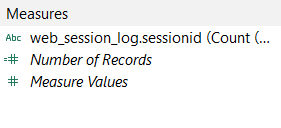 Measures
Abc web_session_log.sessionid (Count (...
=# Number of Records
# Measure Values